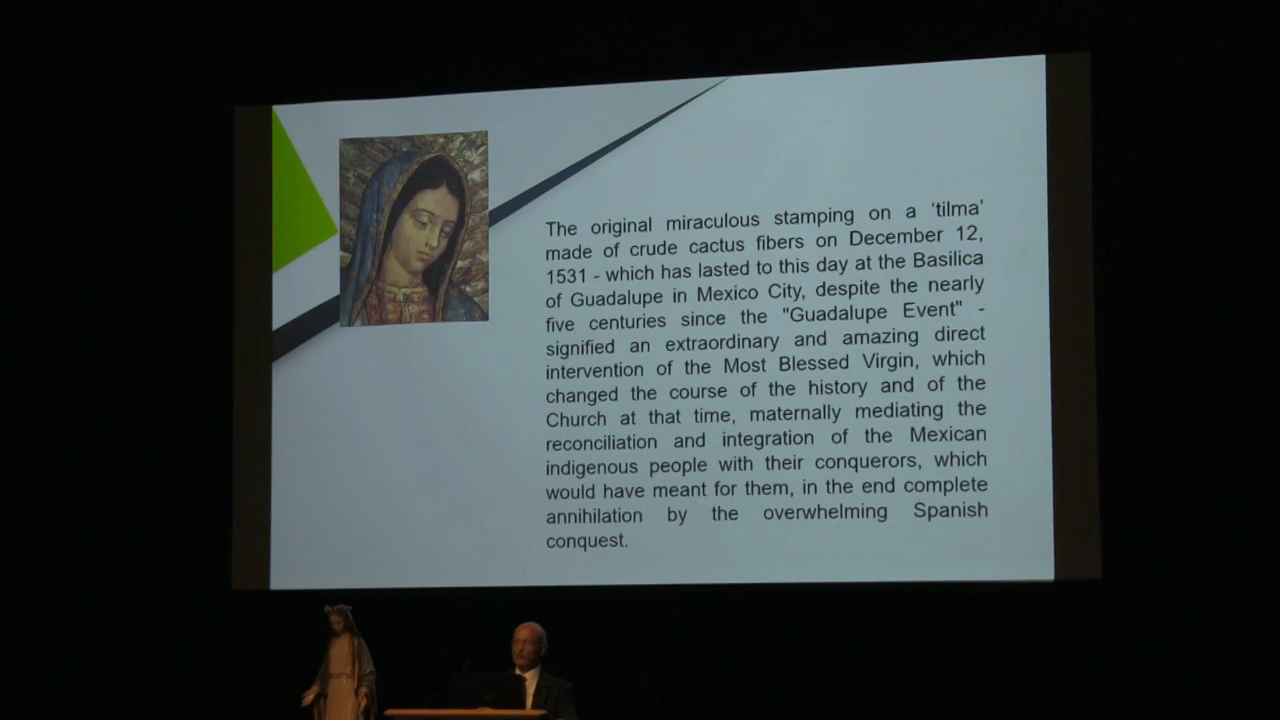 The original miraculous stamping on a ‘tilma’
made of crude cactus fibers on December 12,
1531 - which has lasted to this day at the Basilica
of Guadalupe in Mexico City, despite the nearly
five centuries since the "Guadalupe Event" -
signified an extraordinary and amazing direct
intervention of the Most Blessed Virgin, which
changed the course of the history and of the
Church at that time, maternally mediating the
reconciliation and integration of the Mexican
indigenous people with their conquerors, which
would have meant for them, in the end complete
annihilation by the overwhelming Spanish
conquest.